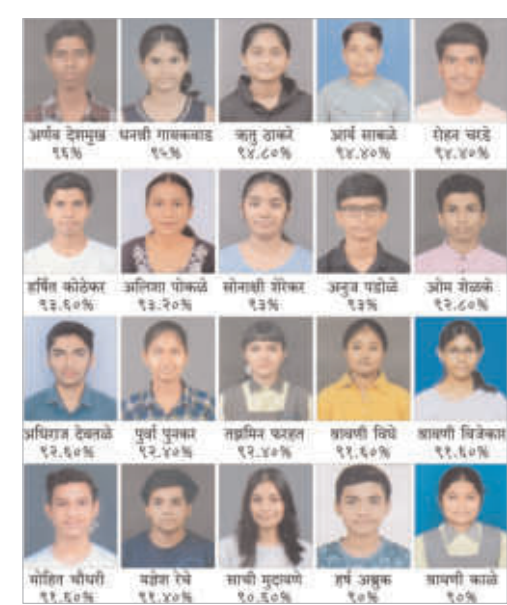 अर्णव देशमुख धनश्री गायकवाड ऋतु ठाकरे आर्य साकळे रोहन चरडे
९६% ९५% ९४.८०% ९४.४०% ९४.४०%
हर्षित कोठेकर अलिशा पोकळे सोनाक्षी शेरेकर अनुज पडोळे ओम शेळके
९३.६०% ९३.२०% ९३% ९३% ९२.८०%
अधिराज देवतळे पुर्वा पुनकर फरहत श्रावणी विघे श्रावणी विजेकार
९२.६०% ९२.४०% ९२.४०% ९१.६०% ९१.६०%
मोहित चौधरी रेचे साची मुदावणे हर्ष अब्रुक श्रावणी काळे
९१.६०% ९१.४०% ९०.६०% ९०% ९०%